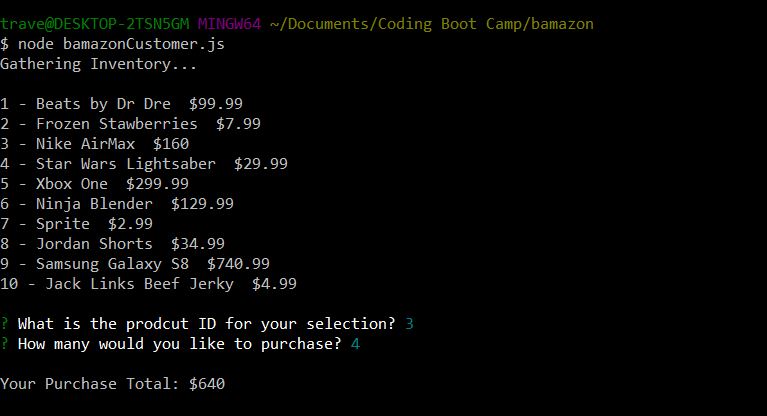 trave@DESKTOP-2TSN5GM MINGW64 ~/Documents/Coding Boot Camp/bamazon
$ node bamazonCustomer.js
Gathering Inventory...
1 - Beats by Dr Dre  $99.99
2 - Frozen Stawberries  $7.99
3 - Nike AirMax  $160
4 - Star Wars Lightsaber  $29.99
5 - Xbox One  $299.99
6 - Ninja Blender  $129.99
7 - Sprite  $2.99
8 - Jordan Shorts  $34.99
9 - Samsung Galaxy S8  $740.99
10 - Jack Links Beef Jerky  $4.99
? What is the prodcut ID for your selection? 3
? How many would you like to purchase? 4
Your Purchase Total: $640